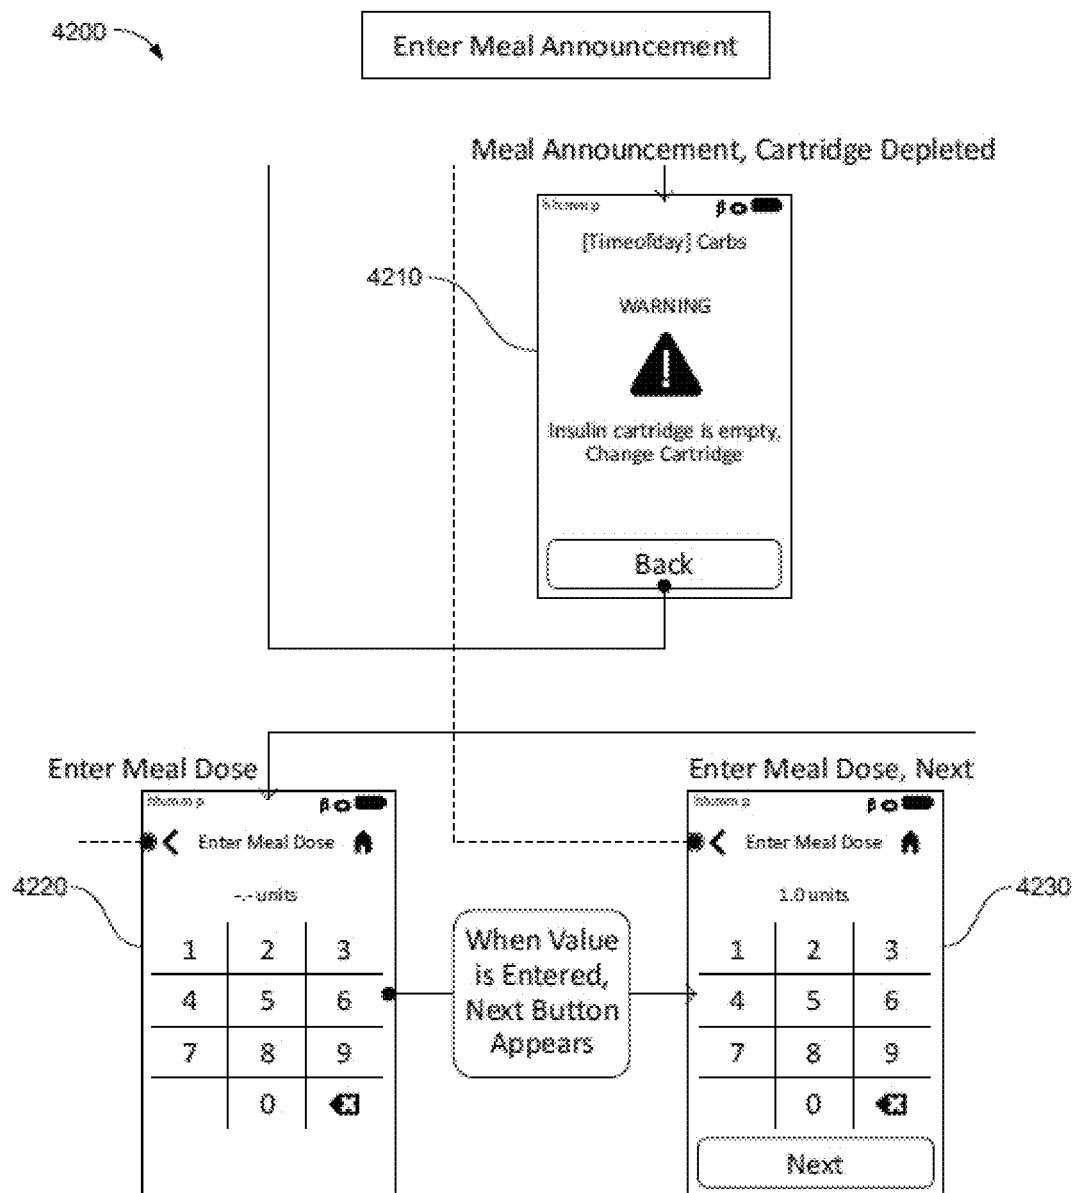 4200
Enter Meal Announcement
Meal Announcement, Cartridge Depleted
β
[Timeofday] Carbs
4210
WARNING
Insulin cartridge is empty,
Change Cartridge
Back
Enter Meal Dose
Enter Meal Dose, Next
β
β
Enter Meal Dose
Enter Meal Dose
4220
-.- units
1.0 units
4230
When Value
is Entered,
Next Button
Appears
1 2 3
4 5 6
7 8 9
0
1 2 3
4 5 6
7 8 9
0
Next